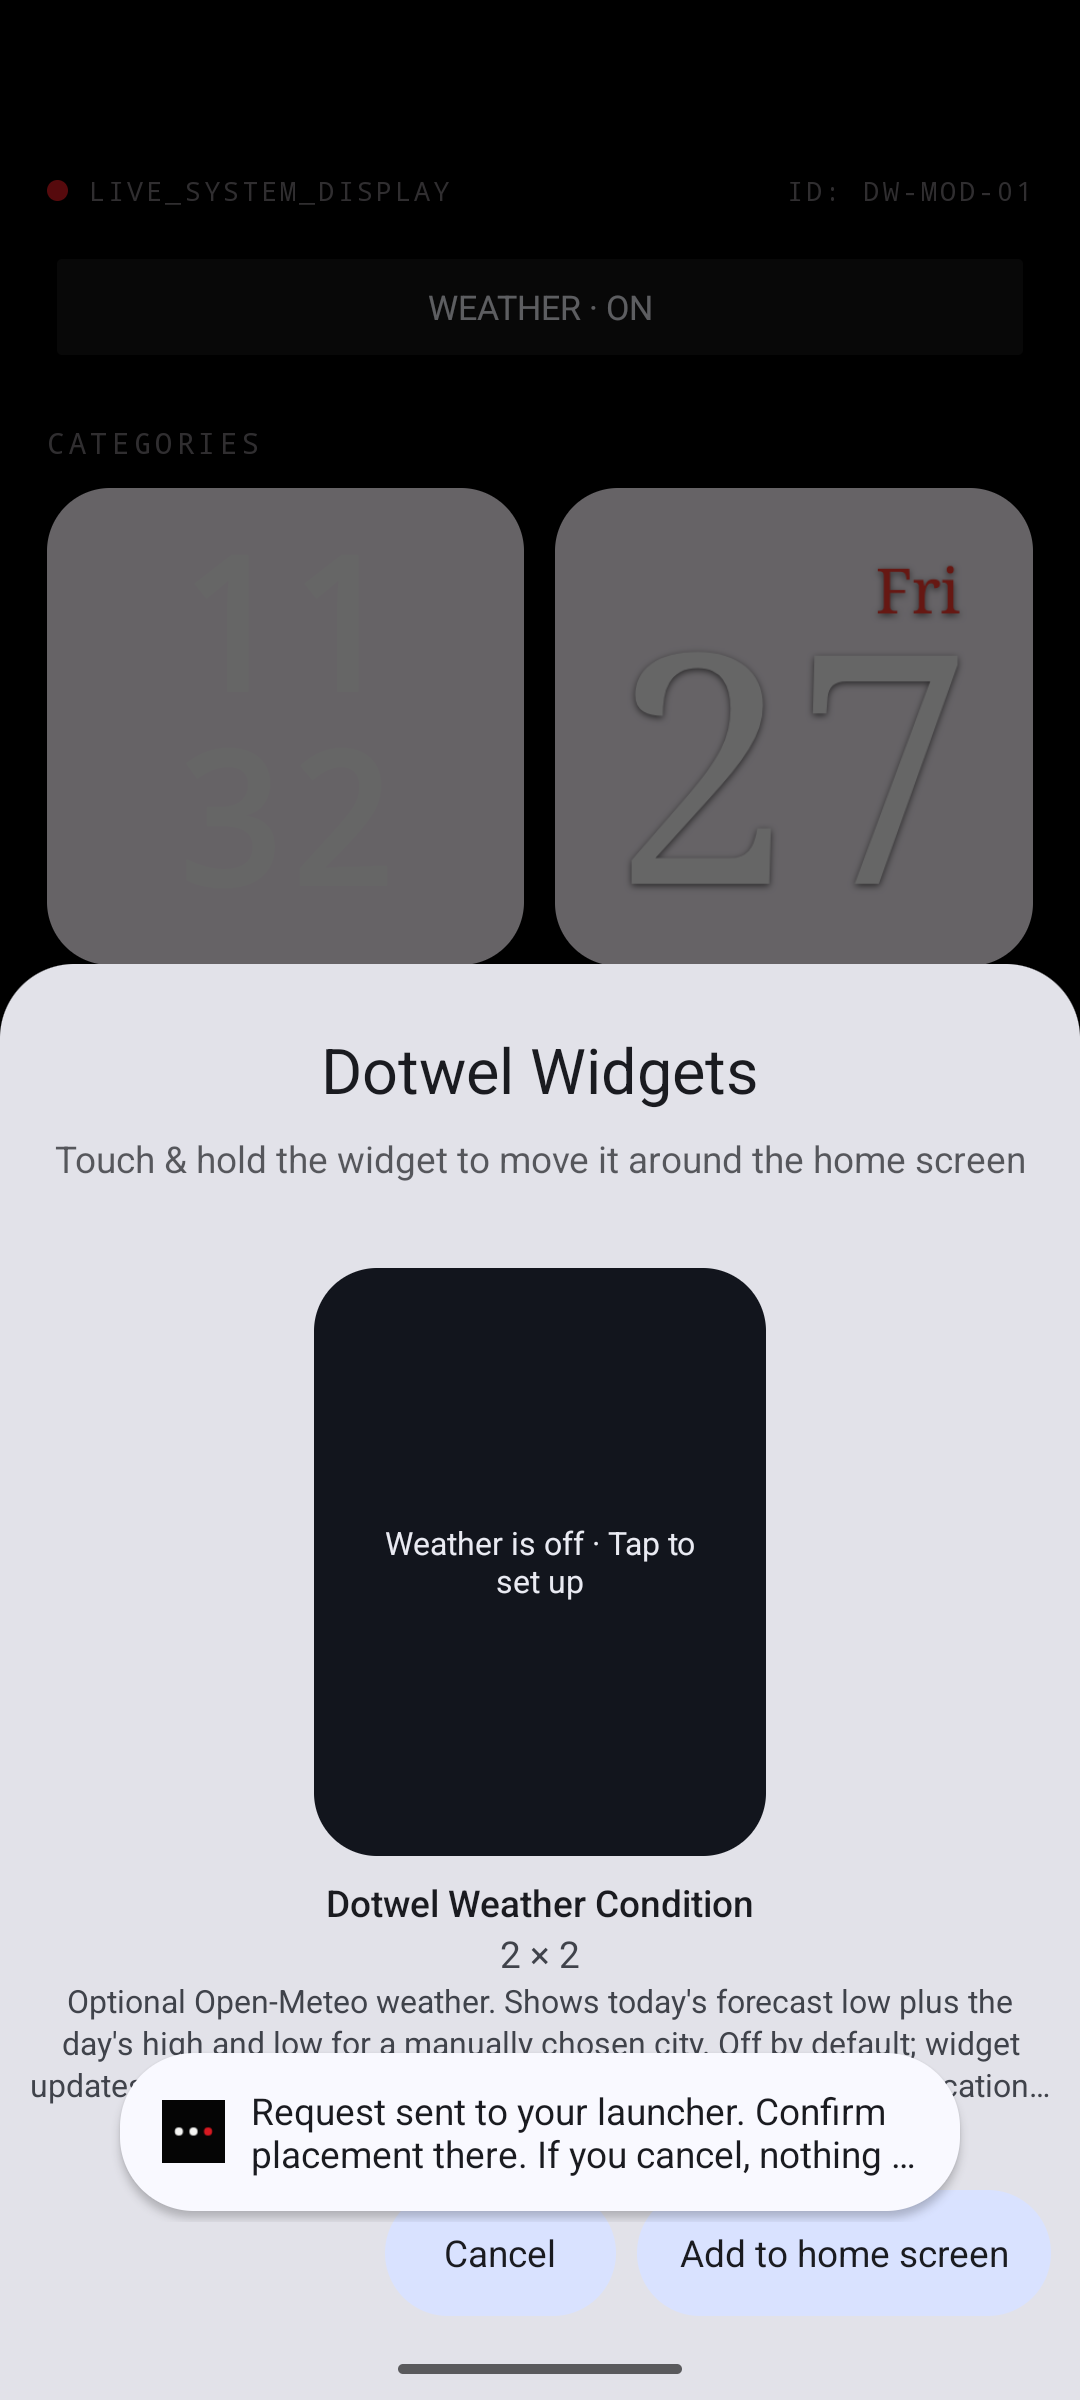 LIVE_SYSTEM_DISPLAY
ID: DW-MOD-01
WEATHER · ON
CATEGORIES
11
32
Fri
27
Dotwel Widgets
Touch & hold the widget to move it around the home screen
Weather is off · Tap to
set up
Dotwel Weather Condition
2 × 2
Optional Open-Meteo weather. Shows today's forecast low plus the
day's high and low for a manually chosen city. Off by default; widget
Request sent to your launcher. Confirm
placement there. If you cancel, nothing …
Cancel
Add to home screen